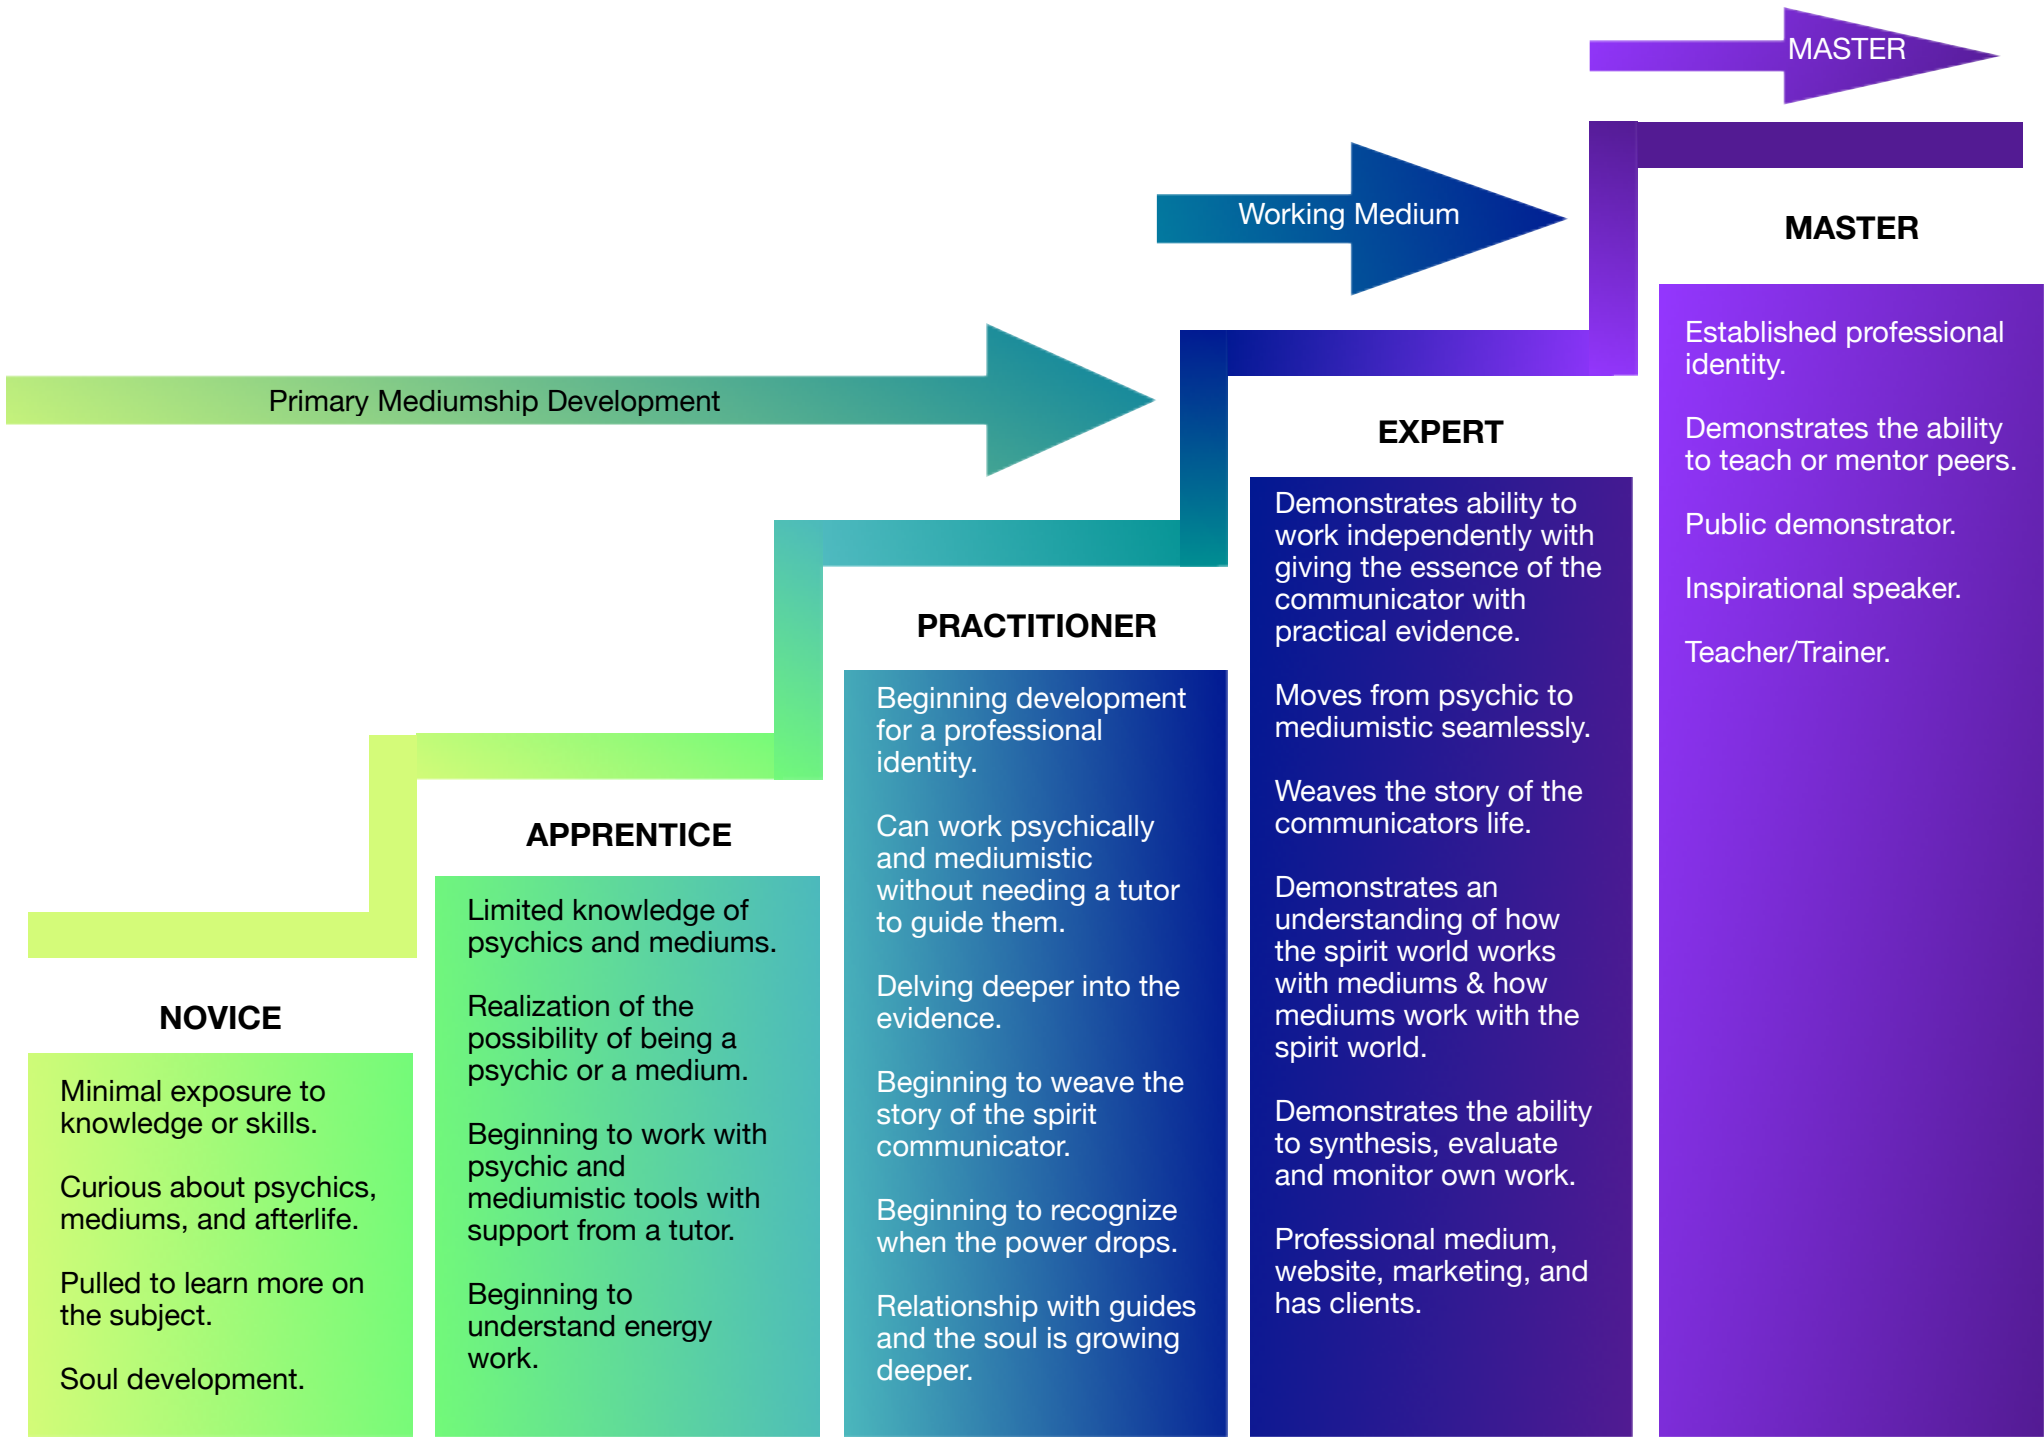 MASTER
Working Medium
Primary Mediumship Development
NOVICE
Minimal exposure to
knowledge or skills.
Curious about psychics,
mediums, and afterlife.
Pulled to learn more on
the subject.
Soul development.
APPRENTICE
Limited knowledge of
psychics and mediums.
Realization of the
possibility of being a
psychic or a medium.
Beginning to work with
psychic and
mediumistic tools with
support from a tutor.
Beginning to
understand energy
work.
PRACTITIONER
Beginning development
for a professional
identity.
Can work psychically
and mediumistic
without needing a tutor
to guide them.
Delving deeper into the
evidence.
Beginning to weave the
story of the spirit
communicator.
Beginning to recognize
when the power drops.
Relationship with guides
and the soul is growing
deeper.
EXPERT
Demonstrates ability to
work independently with
giving the essence of the
communicator with
practical evidence.
Moves from psychic to
mediumistic seamlessly.
Weaves the story of the
communicators life.
Demonstrates an
understanding of how
the spirit world works
with mediums & how
mediums work with the
spirit world.
Demonstrates the ability
to synthesis, evaluate
and monitor own work.
Professional medium,
website, marketing, and
has clients.
MASTER
Established professional
identity.
Demonstrates the ability
to teach or mentor peers.
Public demonstrator.
Inspirational speaker.
Teacher/Trainer.